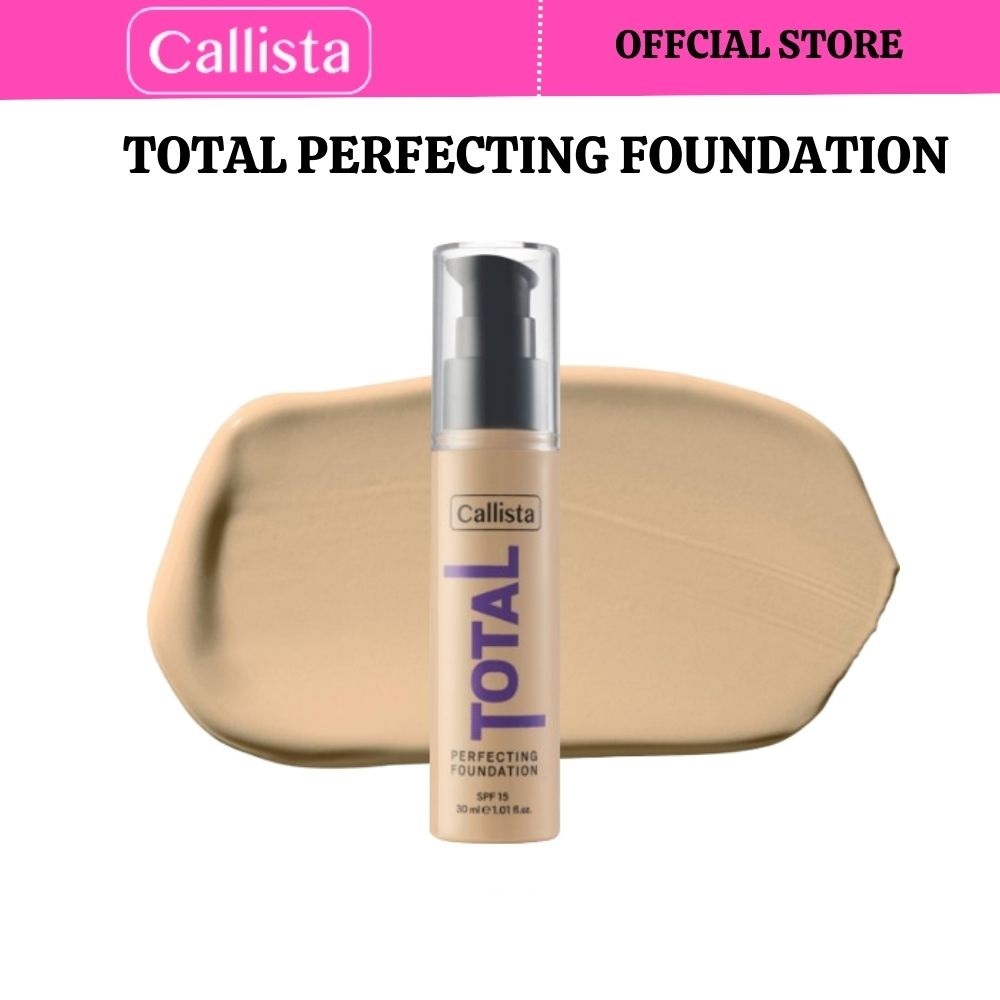 Callista
OFFCIAL STORE
TOTAL PERFECTING FOUNDATION
Callista
TOTAL
PERFECTING
FOUNDATION
SPF 15
30 ml e 1.01 fl.oz.